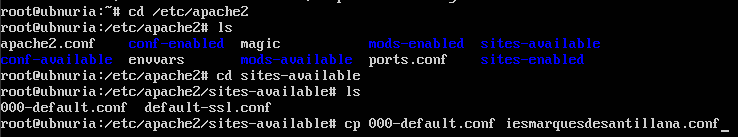 root@ubnuria:~# cd /etc/apache2
root@ubnuria:/etc/apache2# ls
apache2.conf conf-enabled magic mods-enabled sites-available
conf-available envvars mods-available ports.conf sites-enabled
root@ubnuria:/etc/apache2# cd sites-available
root@ubnuria:/etc/apache2/sites-available# ls
000-default.conf default-ssl.conf
root@ubnuria:/etc/apache2/sites-available# cp 000-default.conf iesmarquesdesantillana.conf_